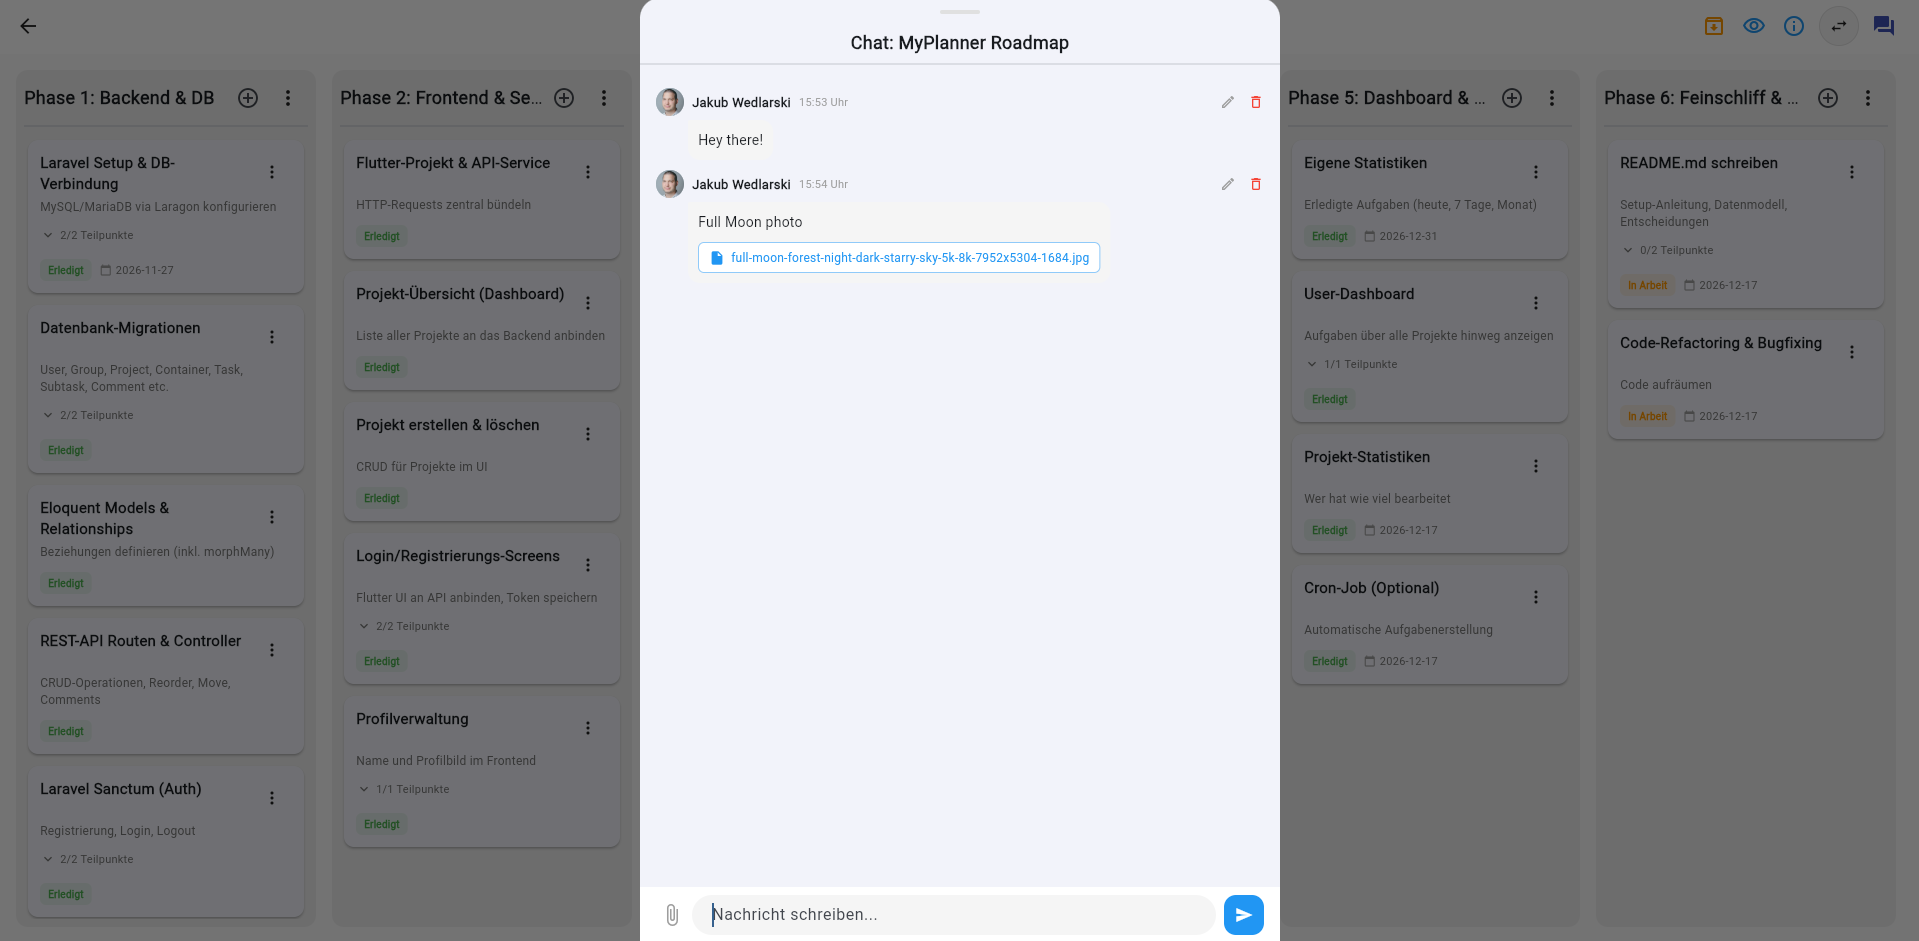 Chat: MyPlanner Roadmap
Jakub Wedlarski 15:53 Uhr
Hey there!
Jakub Wedlarski 15:54 Uhr
Full Moon photo
full-moon-forest-night-dark-starry-sky-5k-8k-7952x5304-1684.jpg
Nachricht schreiben...
Phase 1: Backend & DB
Laravel Setup & DB-
Verbindung
MySQL/MariaDB via Laragon konfigurieren
2/2 Teilpunkte
Erledigt 2026-11-27
Datenbank-Migrationen
User, Group, Project, Container, Task,
Subtask, Comment etc.
2/2 Teilpunkte
Erledigt
Eloquent Models &
Relationships
Beziehungen definieren (inkl. morphMany)
Erledigt
REST-API Routen & Controller
CRUD-Operationen, Reorder, Move,
Comments
Erledigt
Laravel Sanctum (Auth)
Registrierung, Login, Logout
2/2 Teilpunkte
Erledigt
Phase 2: Frontend & Se...
Flutter-Projekt & API-Service
HTTP-Requests zentral bündeln
Erledigt
Projekt-Übersicht (Dashboard)
Liste aller Projekte an das Backend anbinden
Erledigt
Projekt erstellen & löschen
CRUD für Projekte im UI
Erledigt
Login/Registrierungs-Screens
Flutter UI an API anbinden, Token speichern
2/2 Teilpunkte
Erledigt
Profilverwaltung
Name und Profilbild im Frontend
1/1 Teilpunkte
Erledigt
Phase 5: Dashboard & ...
Eigene Statistiken
Erledigte Aufgaben (heute, 7 Tage, Monat)
Erledigt 2026-12-31
User-Dashboard
Aufgaben über alle Projekte hinweg anzeigen
1/1 Teilpunkte
Erledigt
Projekt-Statistiken
Wer hat wie viel bearbeitet
Erledigt 2026-12-17
Cron-Job (Optional)
Automatische Aufgabenerstellung
Erledigt 2026-12-17
Phase 6: Feinschliff & ...
README.md schreiben
Setup-Anleitung, Datenmodell,
Entscheidungen
0/2 Teilpunkte
In Arbeit 2026-12-17
Code-Refactoring & Bugfixing
Code aufräumen
In Arbeit 2026-12-17